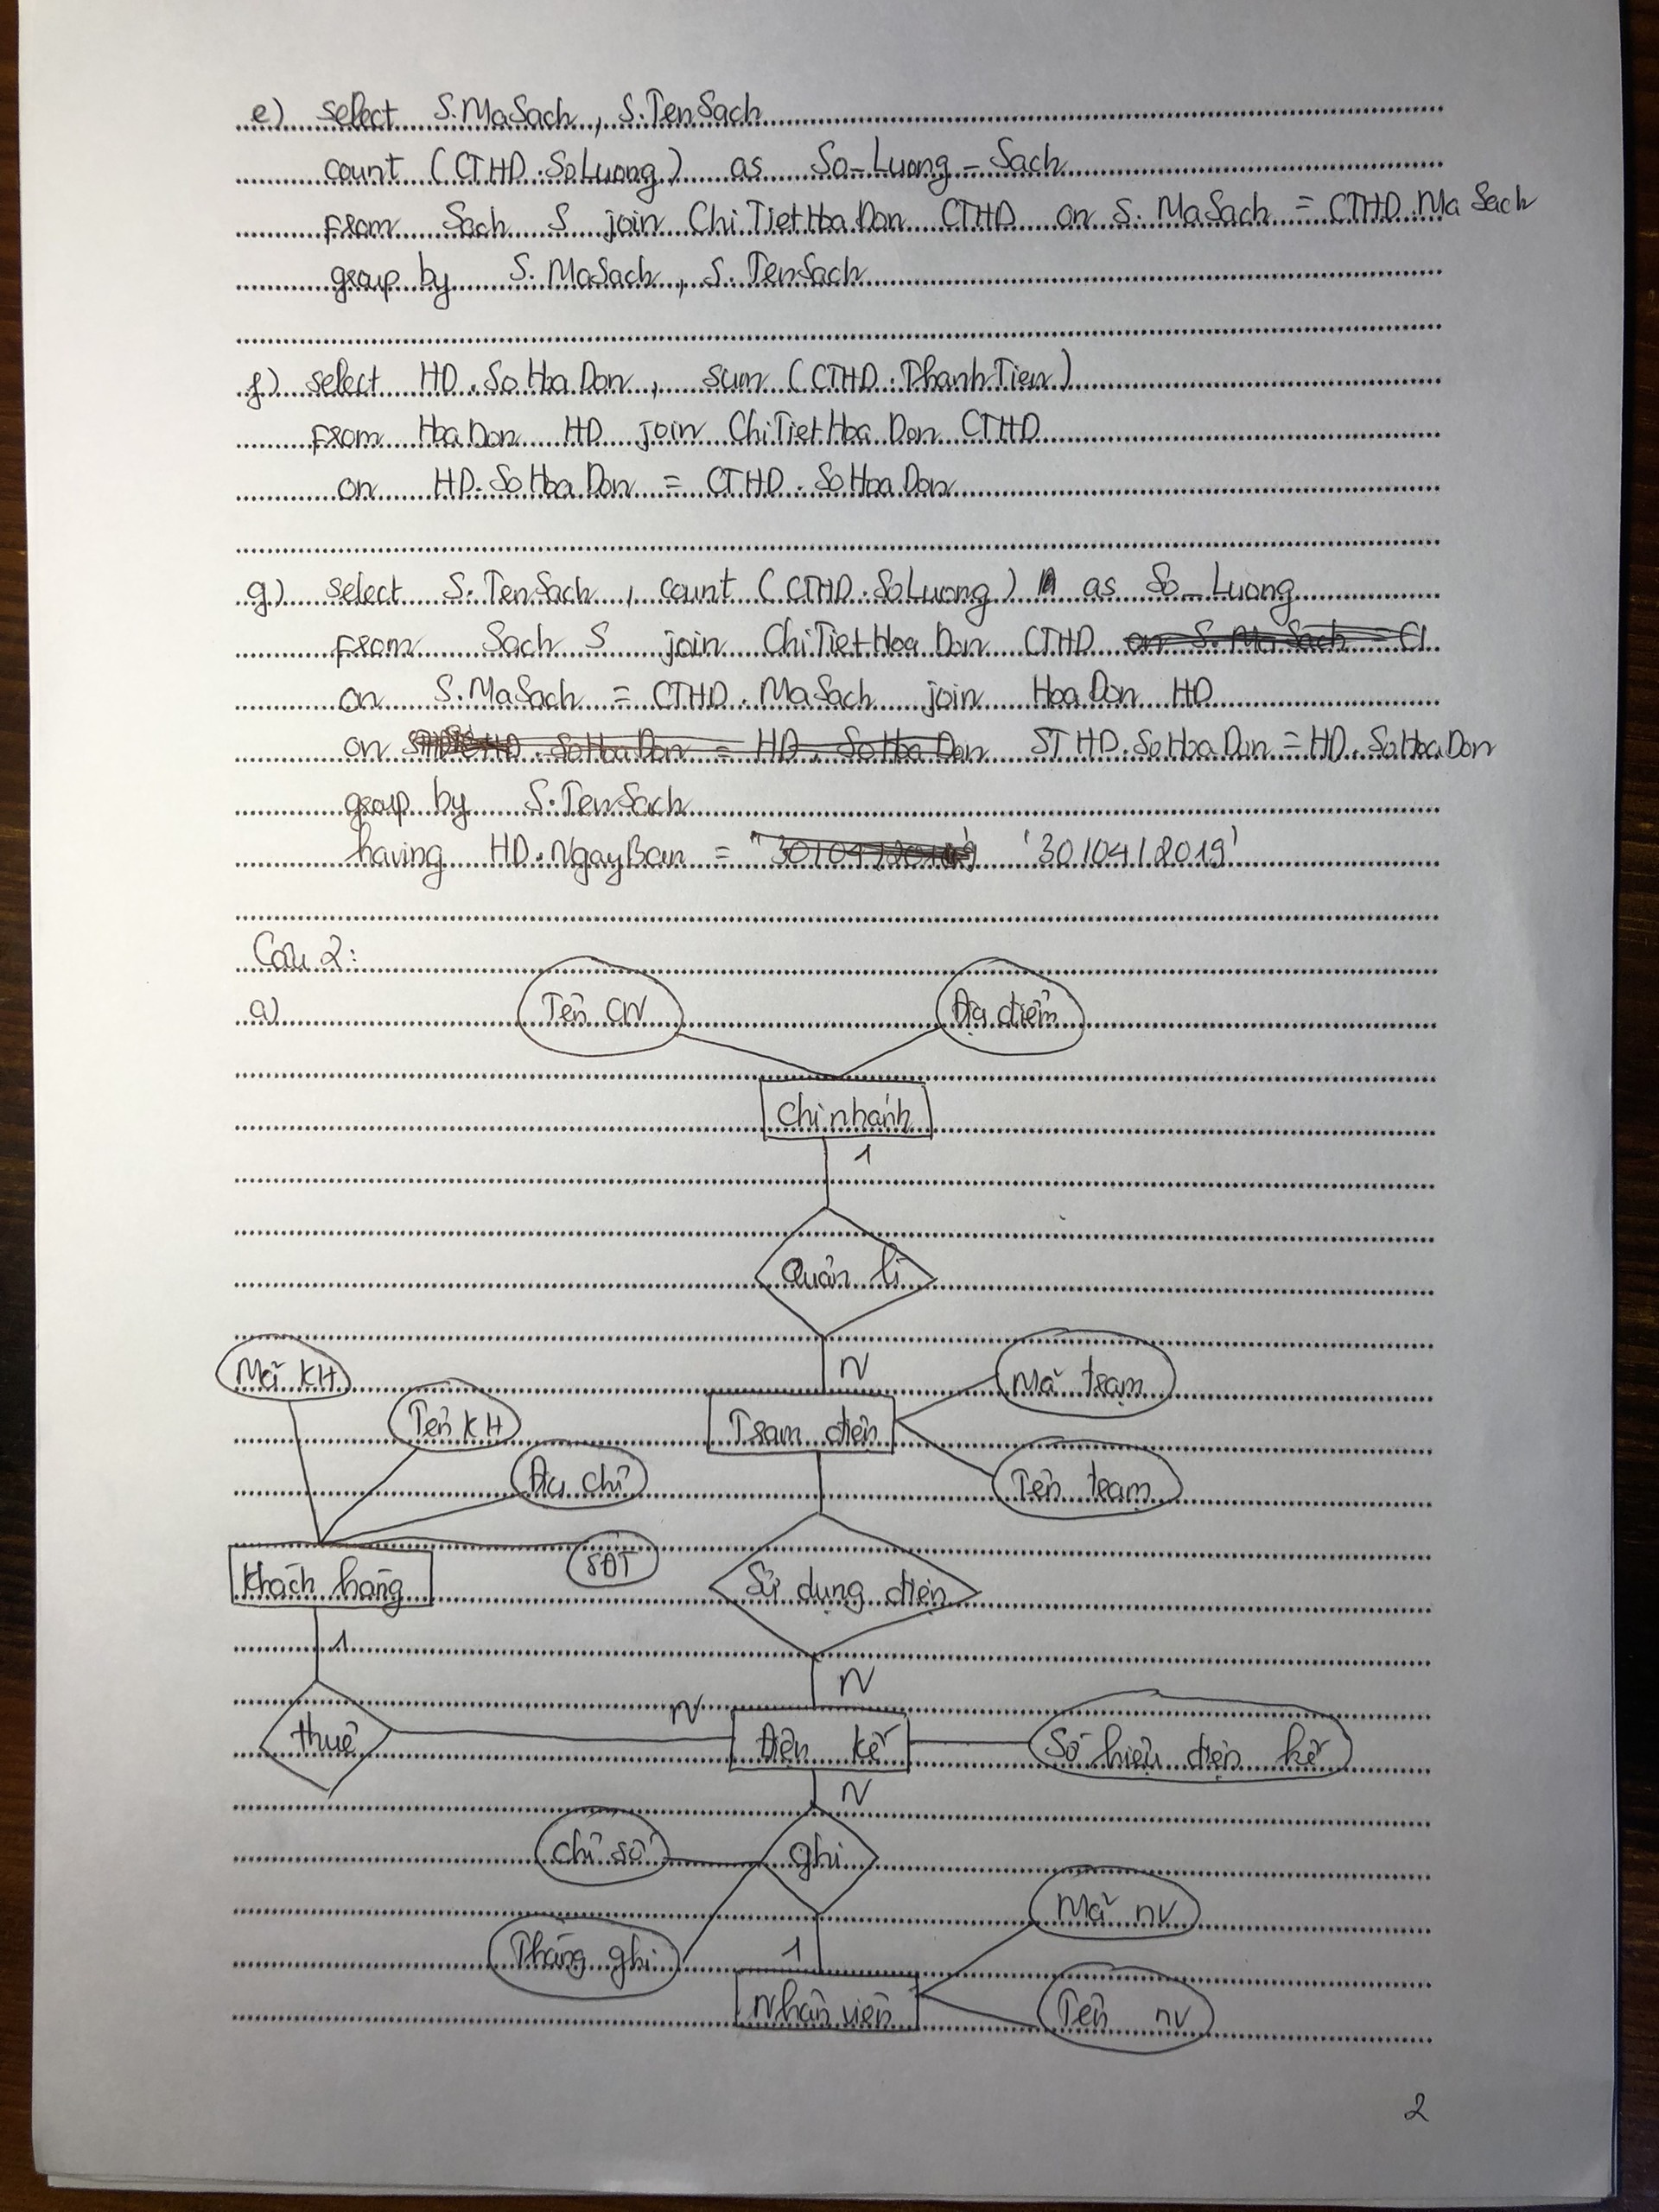 e) select S.MaSach, S.TenSach
count (CTHD.SoLuong) as So_Luong_Sach
from Sach S join ChiTietHoaDon CTHD on S.MaSach = CTHD.MaSach
group by S.MaSach, S.TenSach
f) select HD.SoHoaDon, sum (CTHD.ThanhTien)
from HoaDon HD join ChiTietHoaDon CTHD
on HD.SoHoaDon = CTHD.SoHoaDon
g) select S.TenSach, count (CTHD.SoLuong) as So_Luong
from Sach S join ChiTietHoaDon CTHD
on S.MaSach = CTHD.MaSach join HoaDon HD
on STHD.SoHoaDon = HD.SoHoaDon
group by S.TenSach
having HD.NgayBan = '30/04/2019'
Câu 2:
a) Tên CN Địa điểm
Chi nhánh
1
Quản lí
N
Mã KH Mã trạm
Tên KH Trạm điện
Địa chỉ Tên trạm
SĐT
Khách hàng Sử dụng điện
1
N
N
thuê Điện kế Số hiệu điện kế
N
chỉ số ghi
Mã nv
Tháng ghi 1
Nhân viên Tên nv
2